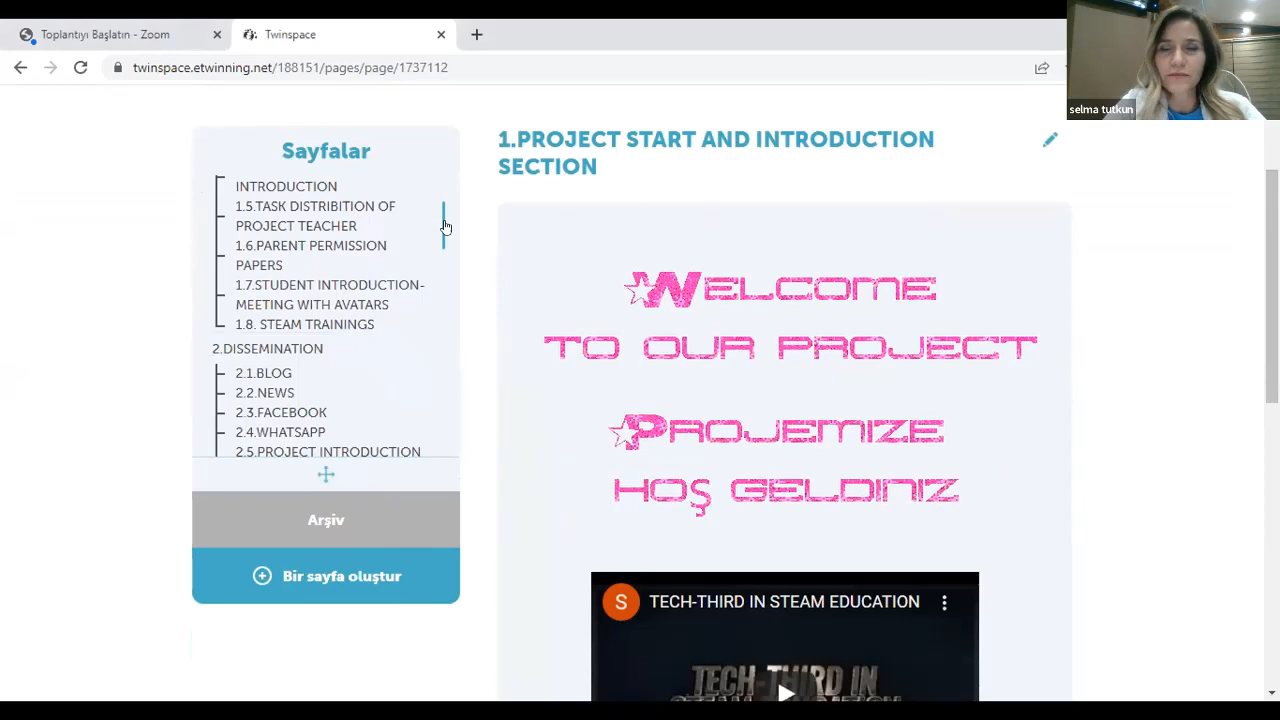 Toplantıyı Başlatın - Zoom
Twinspace
twinspace.etwinning.net/188151/pages/page/1737112
selma tutkun
Sayfalar
INTRODUCTION
1.5.TASK DISTRIBITION OF
PROJECT TEACHER
1.6.PARENT PERMISSION
PAPERS
1.7.STUDENT INTRODUCTION-
MEETING WITH AVATARS
1.8. STEAM TRAININGS
2.DISSEMINATION
2.1.BLOG
2.2.NEWS
2.3.FACEBOOK
2.4.WHATSAPP
2.5.PROJECT INTRODUCTION
Arşiv
Bir sayfa oluştur
1.PROJECT START AND INTRODUCTION
SECTION
WELCOME
TO OUR PROJECT
PROJEMIZE
HOŞ GELDINIZ
S
TECH-THIRD IN STEAM EDUCATION
TECH-THIRD IN
STEAM EDUCATION